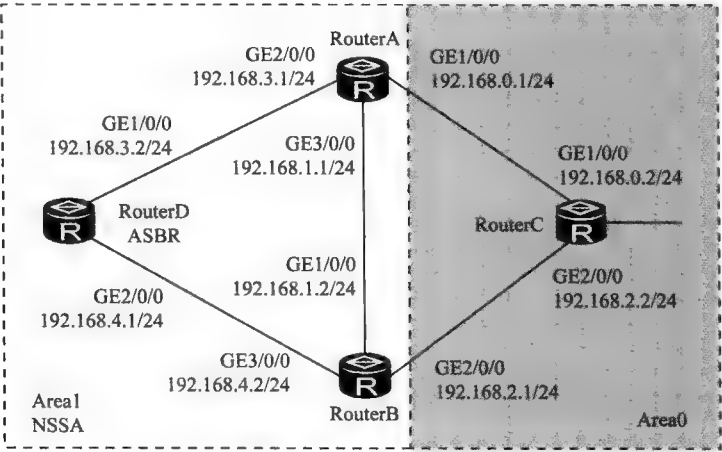 RouterA
GE2/0/0
192.168.3.1/24
GE1/0/0
192.168.0.1/24
GE1/0/0
192.168.3.2/24
GE3/0/0
192.168.1.1/24
GE1/0/0
192.168.0.2/24
R
R
R
R
RouterD
ASBR
RouterC
GE1/0/0
192.168.1.2/24
GE2/0/0
192.168.4.1/24
GE2/0/0
192.168.2.2/24
GE3/0/0
192.168.4.2/24
GE2/0/0
192.168.2.1/24
RouterB
Area1
NSSA
Area0